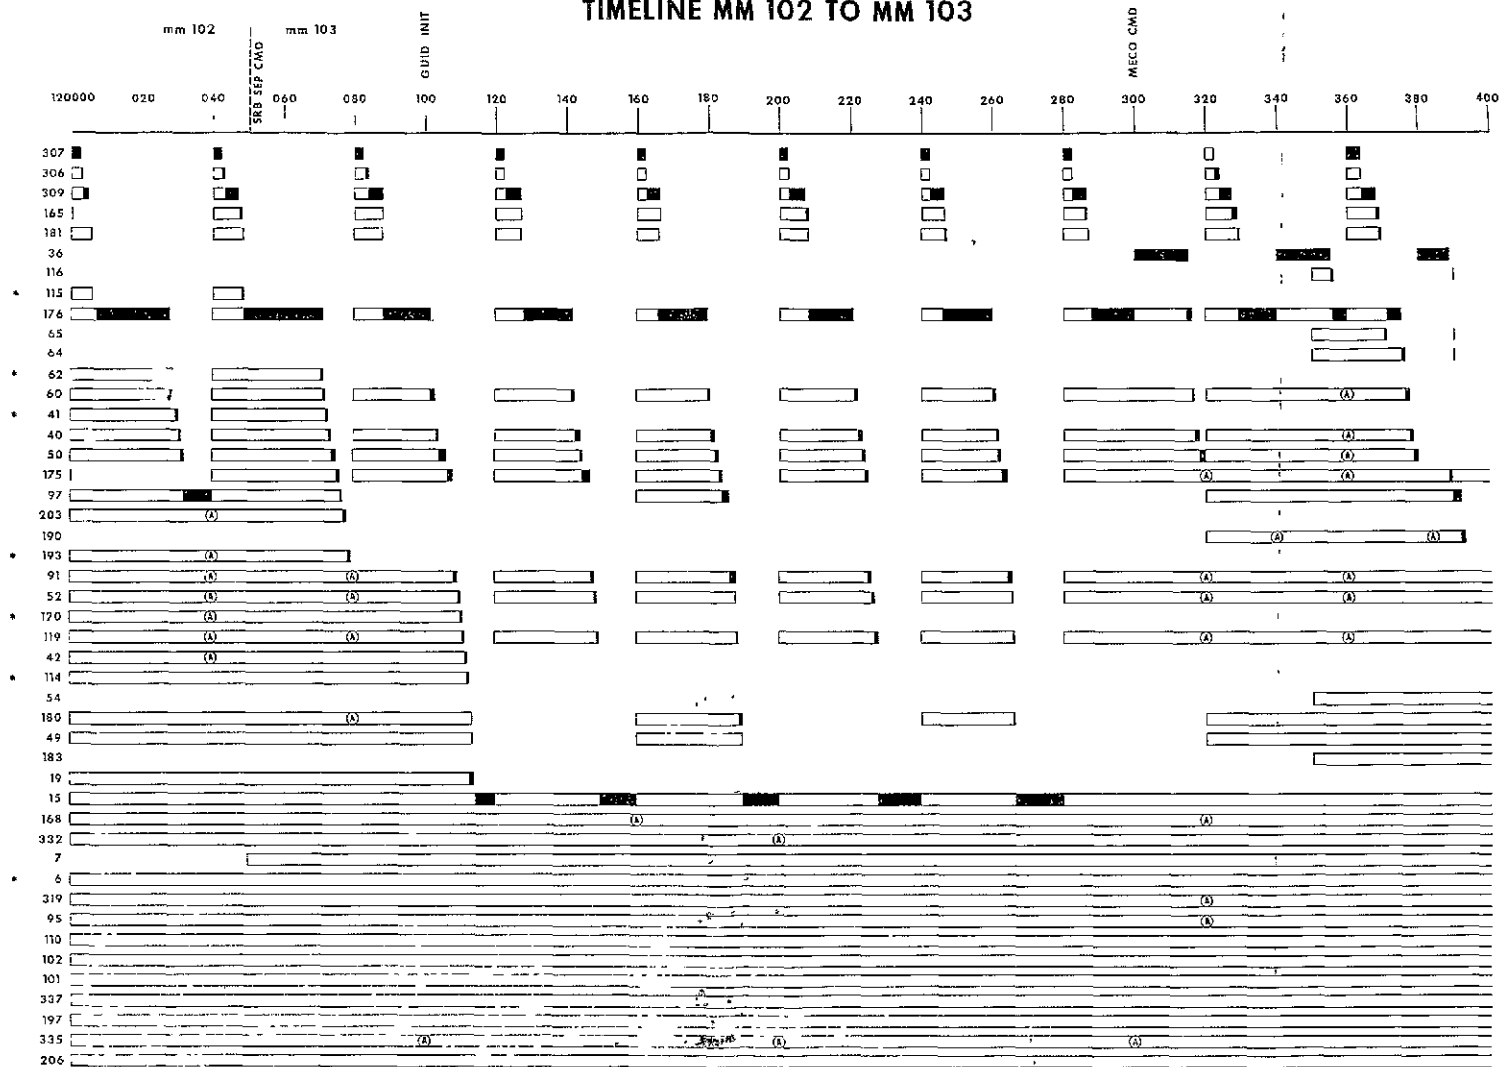 TIMELINE MM 102 TO MM 103
mm 102 mm 103
SRB SEP CMD
GUID INIT
MECO CMD
120000 020 040 060 080 100 120 140 160 180 200 220 240 260 280 300 320 340 360 380 400
307
306
309
165
181
36
116
* 115
176
65
64
* 62
60 (A)
* 41
40 (A)
50 (A)
175 (A) (A)
97
203 (A)
190 (A) (A)
* 193 (A)
91 (A) (A) (A) (A)
52 (A) (A) (A) (A)
* 120 (A)
119 (A) (A) (A) (A)
42 (A)
* 114
54
180 (A)
49
183
19
15
168 (A) (A)
332 (A)
7
* 6
319 (A)
95 (A)
110
102
101
337
197
335 (A) (A) (A)
206